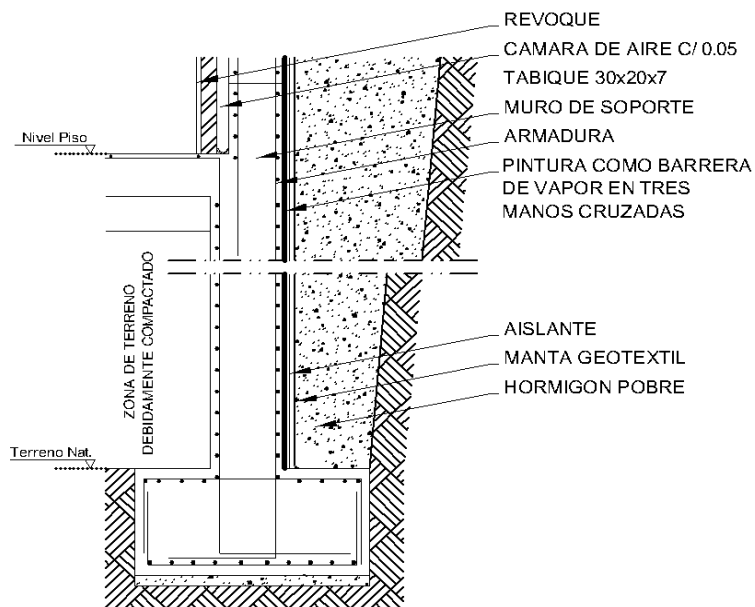 REVOQUE
CAMARA DE AIRE C/ 0.05
TABIQUE 30x20x7
MURO DE SOPORTE
ARMADURA
PINTURA COMO BARRERA
DE VAPOR EN TRES
MANOS CRUZADAS
Nivel Piso
ZONA DE TERRENO
DEBIDAMENTE COMPACTADO
AISLANTE
MANTA GEOTEXTIL
HORMIGON POBRE
Terreno Nat.